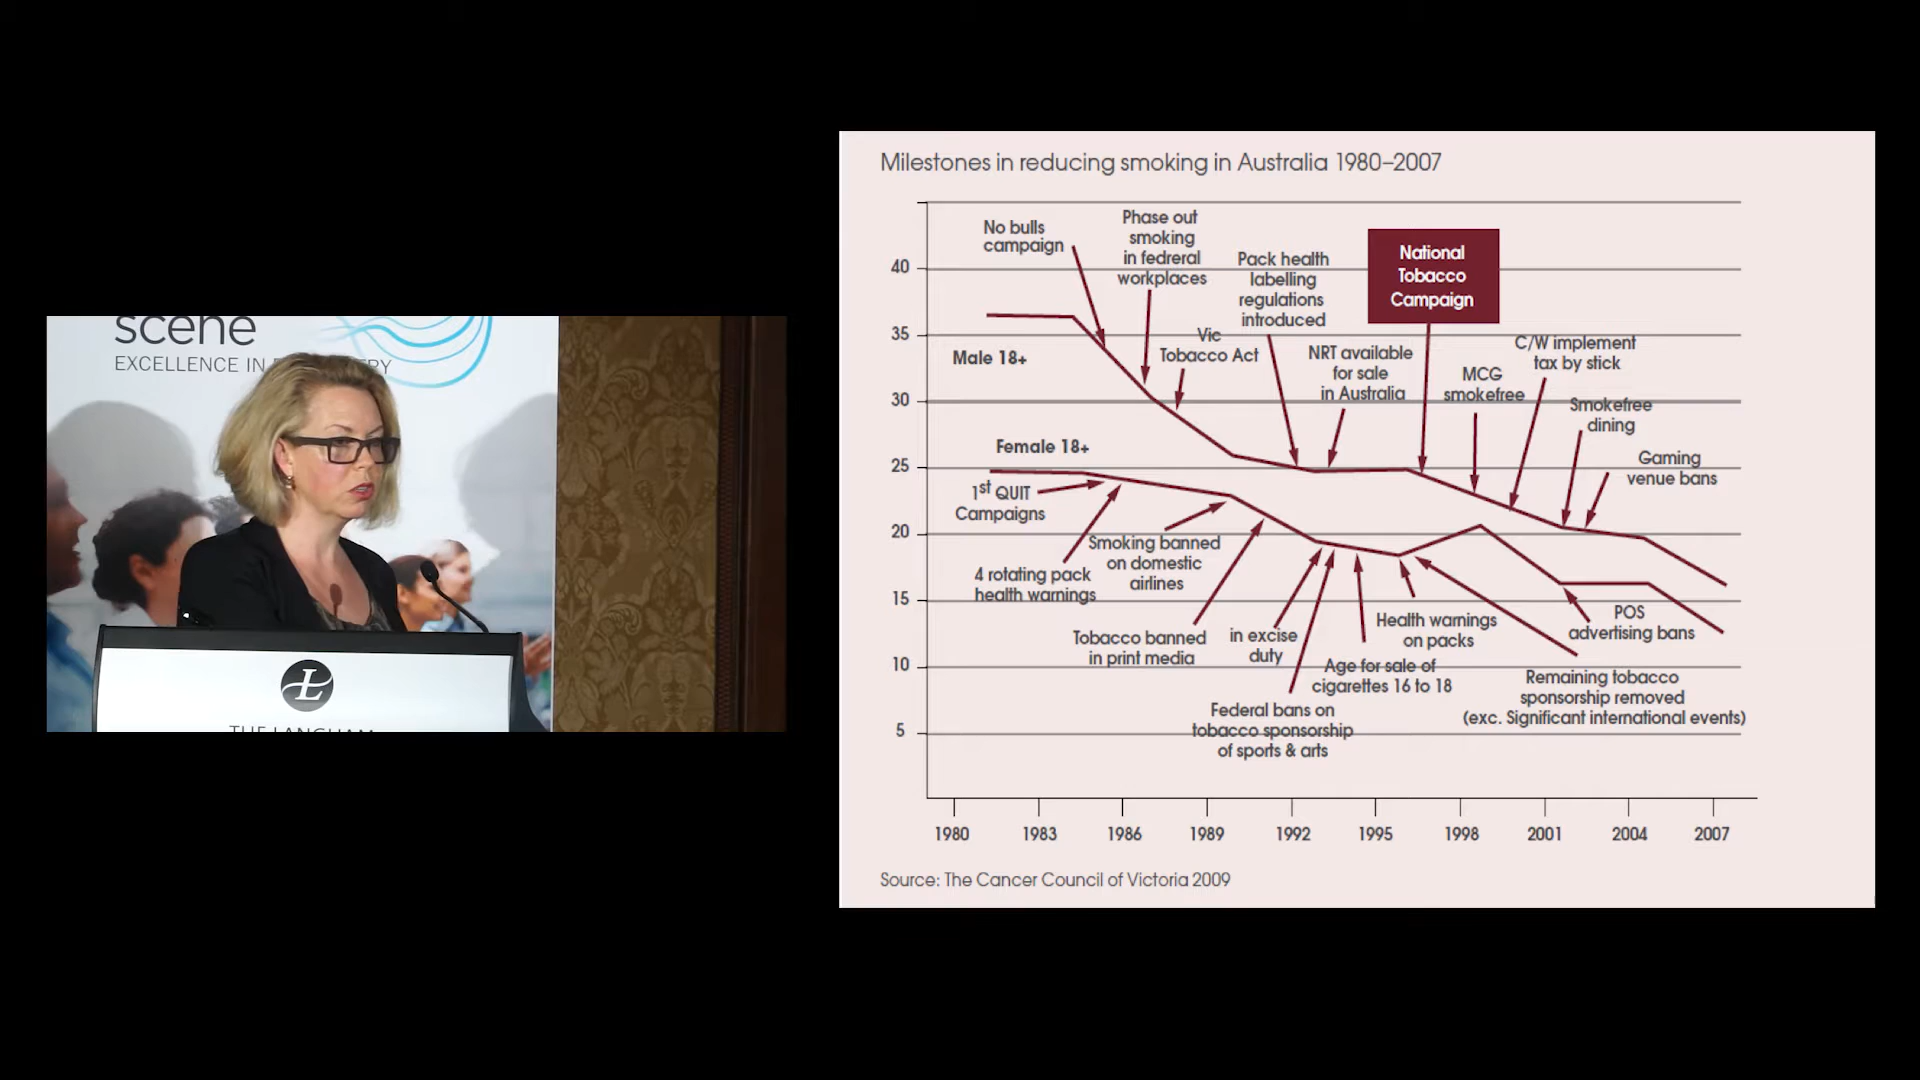 scene
EXCELLENCE IN
RY
L
THE LANGHAM
Milestones in reducing smoking in Australia 1980–2007
40
35
30
25
20
15
10
5
No bulls
campaign
Phase out
smoking
in fedreral
workplaces
Pack health
labelling
regulations
introduced
National
Tobacco
Campaign
Vic
Tobacco Act
NRT available
for sale
in Australia
MCG
smokefree
C/W implement
tax by stick
Smokefree
dining
Gaming
venue bans
Male 18+
Female 18+
1st QUIT
Campaigns
4 rotating pack
health warnings
Smoking banned
on domestic
airlines
Tobacco banned
in print media
in excise
duty
Federal bans on
tobacco sponsorship
of sports & arts
Age for sale of
cigarettes 16 to 18
Health warnings
on packs
POS
advertising bans
Remaining tobacco
sponsorship removed
(exc. Significant international events)
1980 1983 1986 1989 1992 1995 1998 2001 2004 2007
Source: The Cancer Council of Victoria 2009